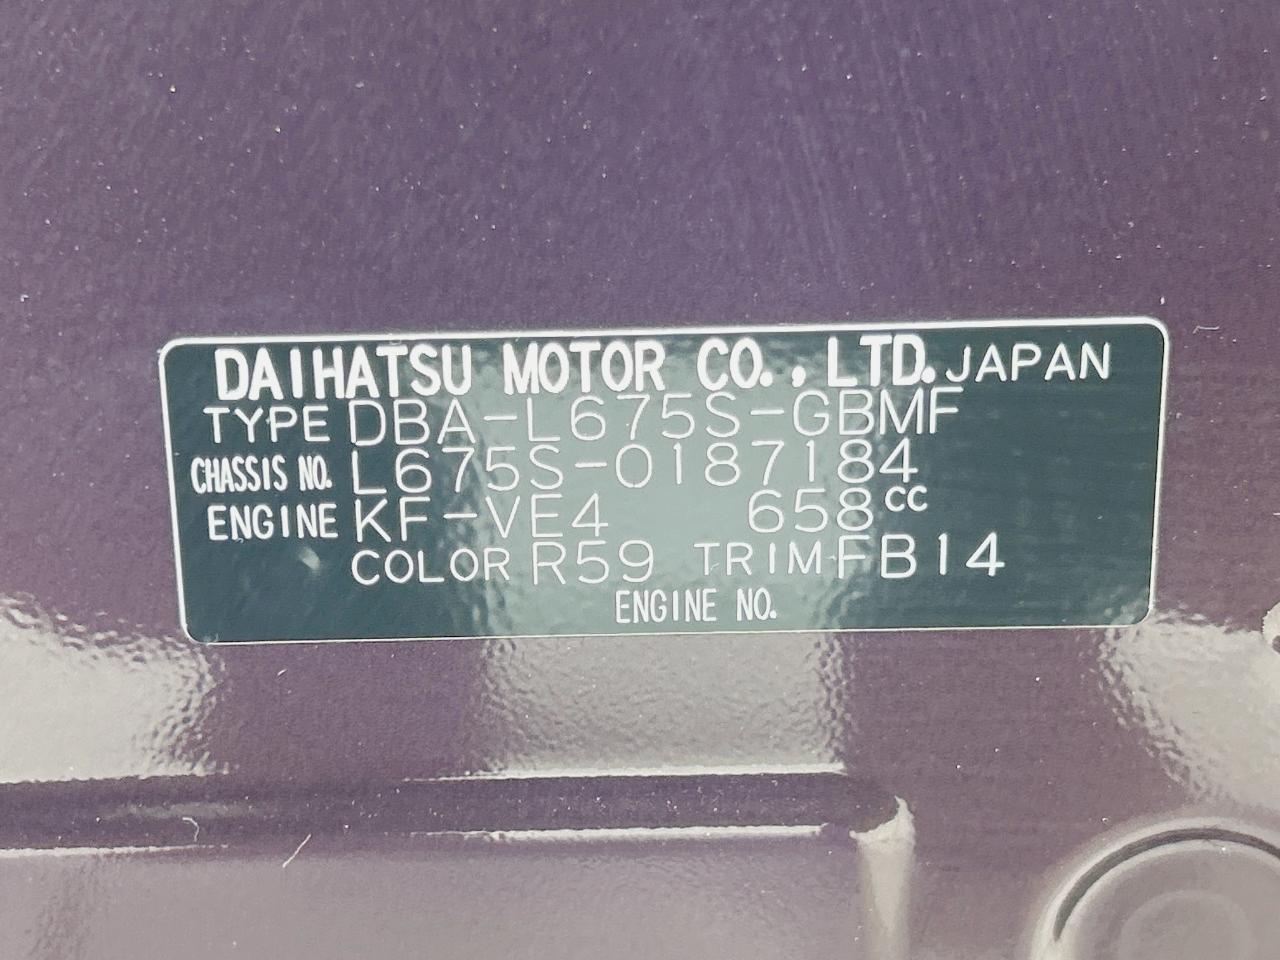 DAIHATSU MOTOR CO., LTD. JAPAN
TYPE DBA-L675S-GBMF
CHASSIS NO. L675S-0187184
ENGINE KF-VE4 658cc
COLOR R59 TRIM FB14
ENGINE NO.